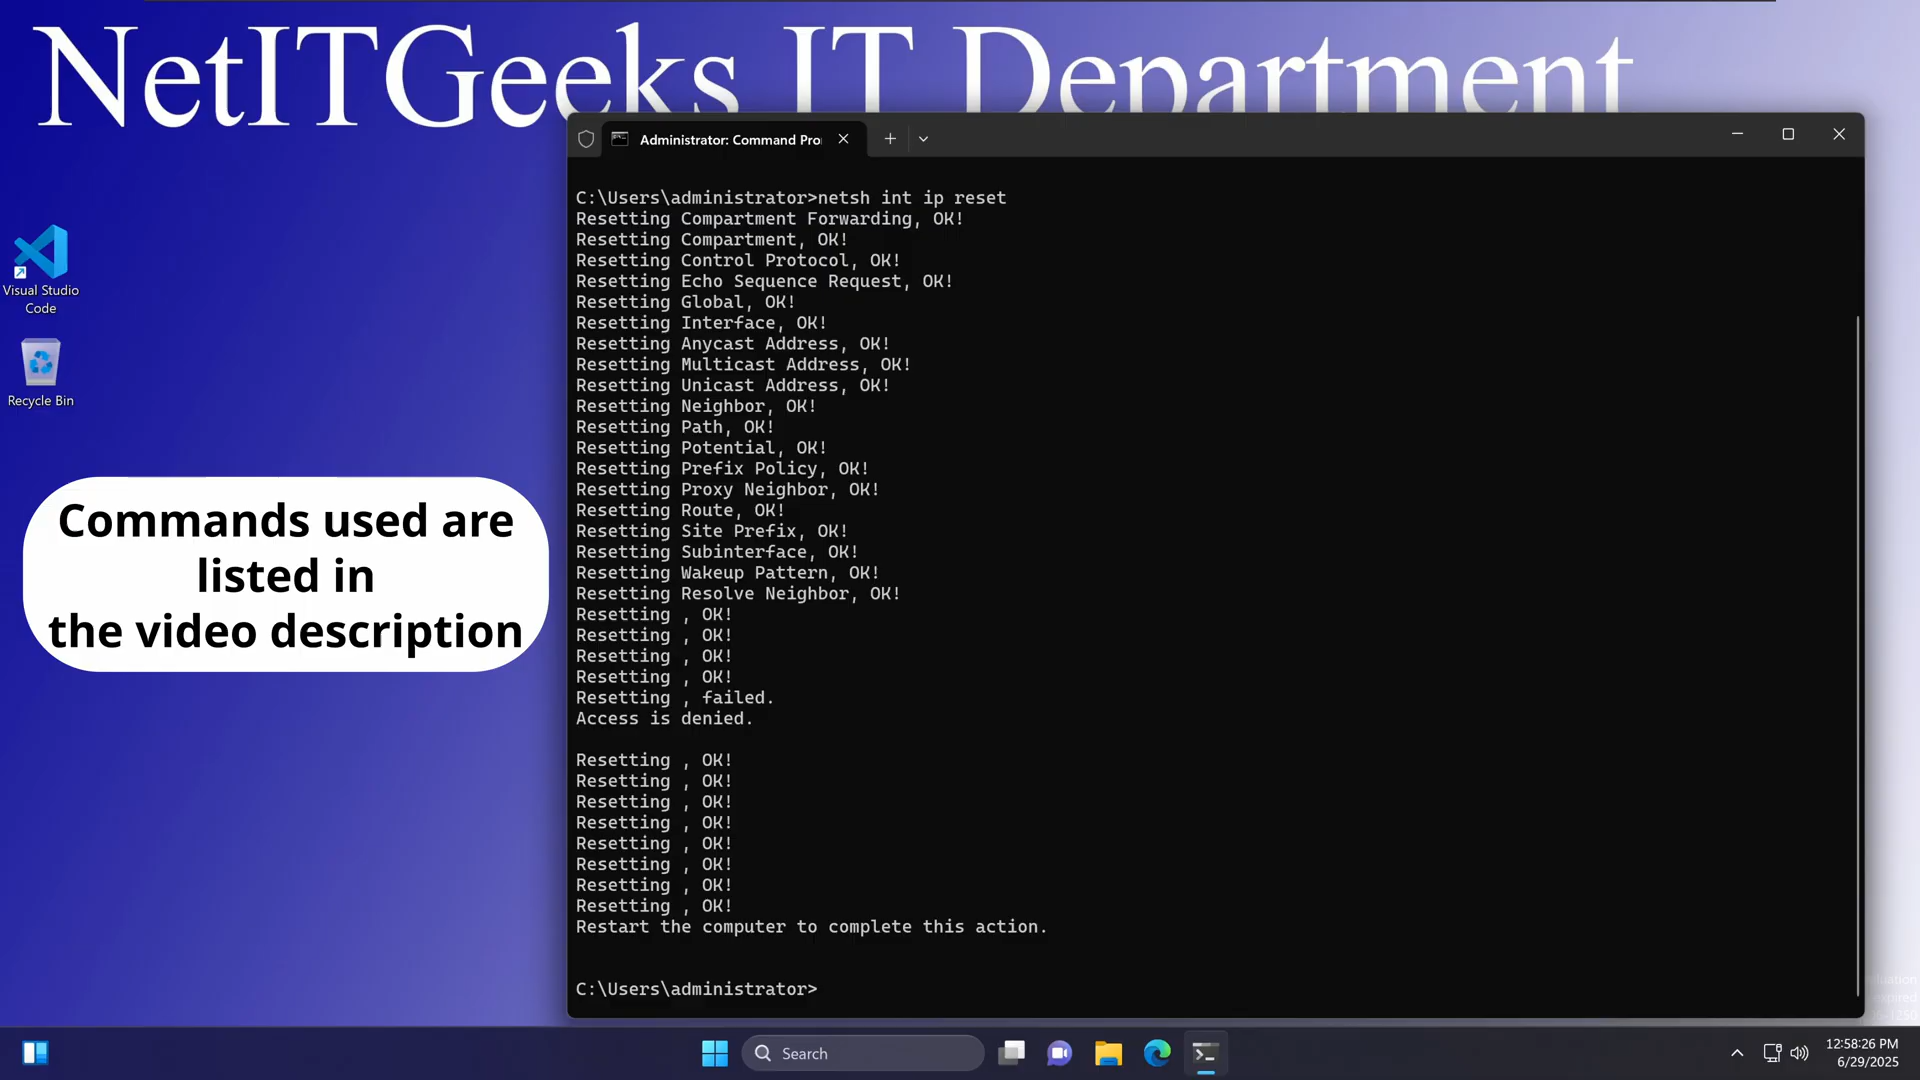 NetITGeeks IT Department
Administrator: Command Pro
Visual Studio
Code
Recycle Bin
Commands used are
listed in
the video description
C:\Users\administrator>netsh int ip reset
Resetting Compartment Forwarding, OK!
Resetting Compartment, OK!
Resetting Control Protocol, OK!
Resetting Echo Sequence Request, OK!
Resetting Global, OK!
Resetting Interface, OK!
Resetting Anycast Address, OK!
Resetting Multicast Address, OK!
Resetting Unicast Address, OK!
Resetting Neighbor, OK!
Resetting Path, OK!
Resetting Potential, OK!
Resetting Prefix Policy, OK!
Resetting Proxy Neighbor, OK!
Resetting Route, OK!
Resetting Site Prefix, OK!
Resetting Subinterface, OK!
Resetting Wakeup Pattern, OK!
Resetting Resolve Neighbor, OK!
Resetting , OK!
Resetting , OK!
Resetting , OK!
Resetting , OK!
Resetting , failed.
Access is denied.
Resetting , OK!
Resetting , OK!
Resetting , OK!
Resetting , OK!
Resetting , OK!
Resetting , OK!
Resetting , OK!
Resetting , OK!
Restart the computer to complete this action.
C:\Users\administrator>
Search
12:58:26 PM
6/29/2025